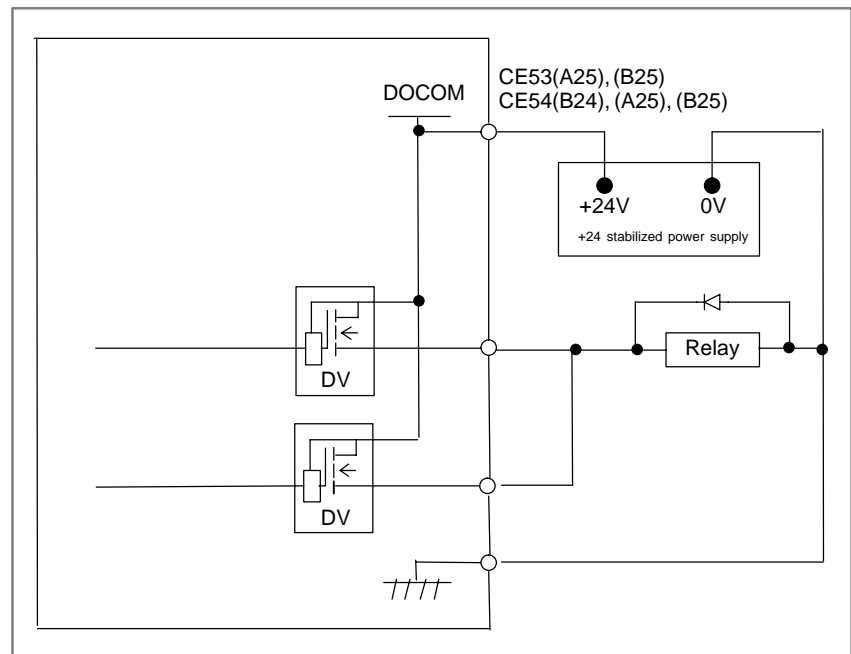 CE53(A25), (B25)
CE54(B24), (A25), (B25)
DOCOM
+24V
0V
+24 stabilized power supply
Relay
DV
DV